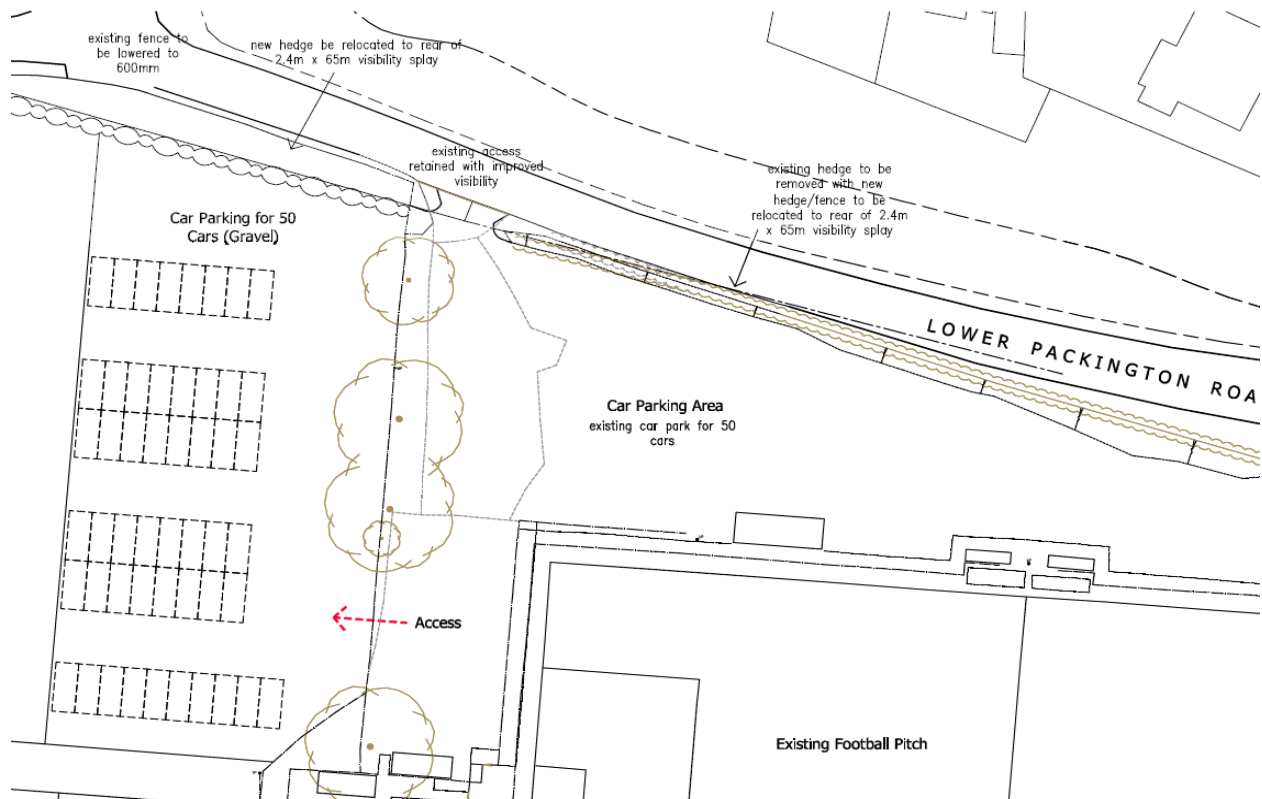 existing fence to
be lowered to
600mm
new hedge be relocated to rear of
2.4m x 65m visibility splay
existing access
retained with improved
visibility
existing hedge to be
removed with new
hedge/fence to be
relocated to rear of 2.4m
x 65m visibility splay
Car Parking for 50
Cars (Gravel)
LOWER PACKINGTON ROA
Car Parking Area
existing car park for 50
cars
Access
Existing Football Pitch